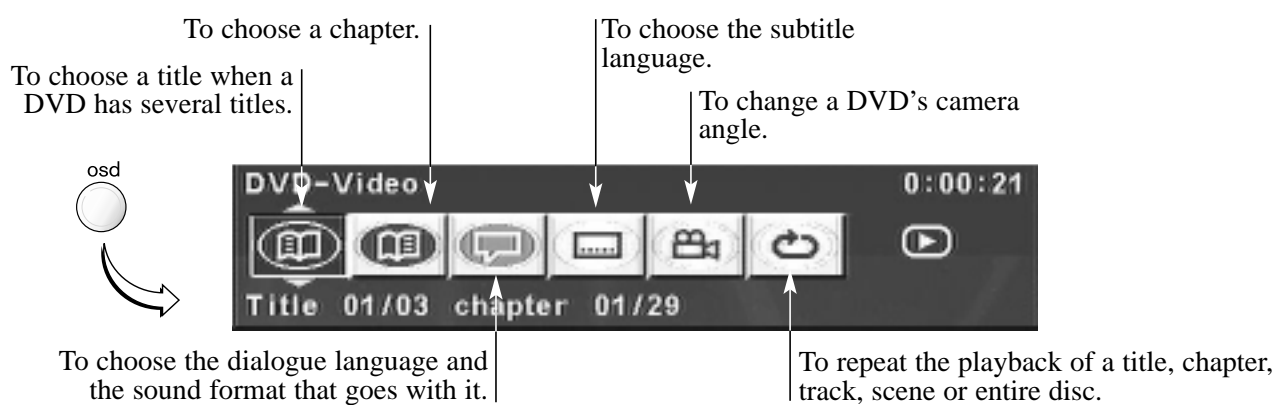 To choose a chapter.
To choose the subtitle
language.
To choose a title when a
DVD has several titles.
To change a DVD's camera
angle.
osd
DVD-Video
0:00:21
Title 01/03 chapter 01/29
To choose the dialogue language and
the sound format that goes with it.
To repeat the playback of a title, chapter,
track, scene or entire disc.